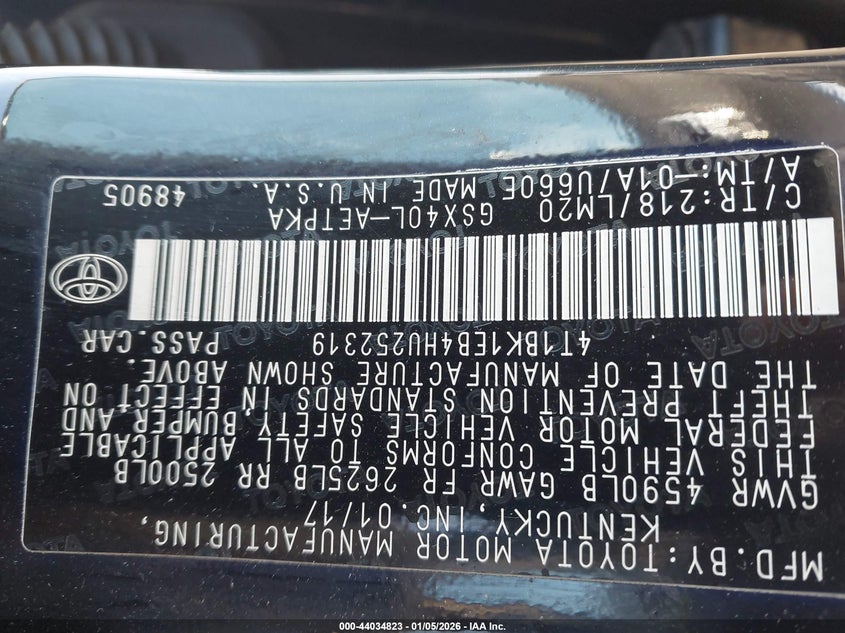 MFD. BY: TOYOTA MOTOR MANUFACTURING,
KENTUCKY, INC. 01/17
GVWR 4590LB GAWR FR 2625LB RR 2500LB
THIS VEHICLE CONFORMS TO ALL APPLICABLE
FEDERAL MOTOR VEHICLE SAFETY, BUMPER AND
THEFT PREVENTION STANDARDS IN EFFECT ON
THE DATE OF MANUFACTURE SHOWN ABOVE.
4T1BK1EB4HU252319 PASS. CAR
C/TR: 218/LM20 GSX40L-AETPKA
A/TM: -01A/U660E MADE IN U.S.A. 48905
000-44034823 - 01/05/2026 - IAA Inc.